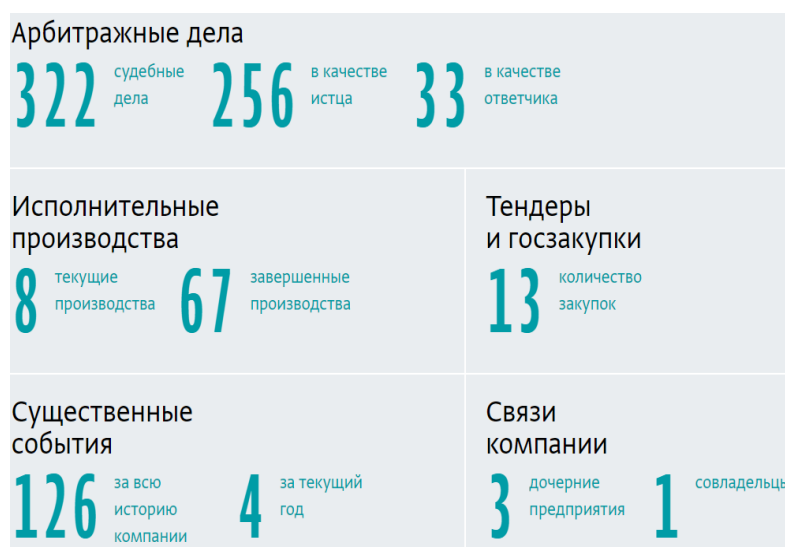 Арбитражные дела
322 судебные дела 256 в качестве истца 33 в качестве ответчика
Исполнительные
производства
8 текущие производства 67 завершенные производства
Тендеры
и госзакупки
13 количество закупок
Существенные
события
126 за всю историю компании 4 за текущий год
Связи
компании
3 дочерние предприятия 1 совладельцы